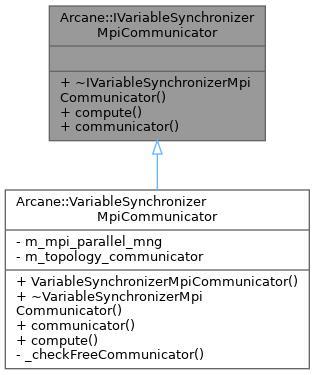 Arcane::IVariableSynchronizer
MpiCommunicator
+ ~IVariableSynchronizerMpi
Communicator()
+ compute()
+ communicator()
Arcane::VariableSynchronizer
MpiCommunicator
- m_mpi_parallel_mng
- m_topology_communicator
+ VariableSynchronizerMpiCommunicator()
+ ~VariableSynchronizerMpi
Communicator()
+ communicator()
+ compute()
- _checkFreeCommunicator()